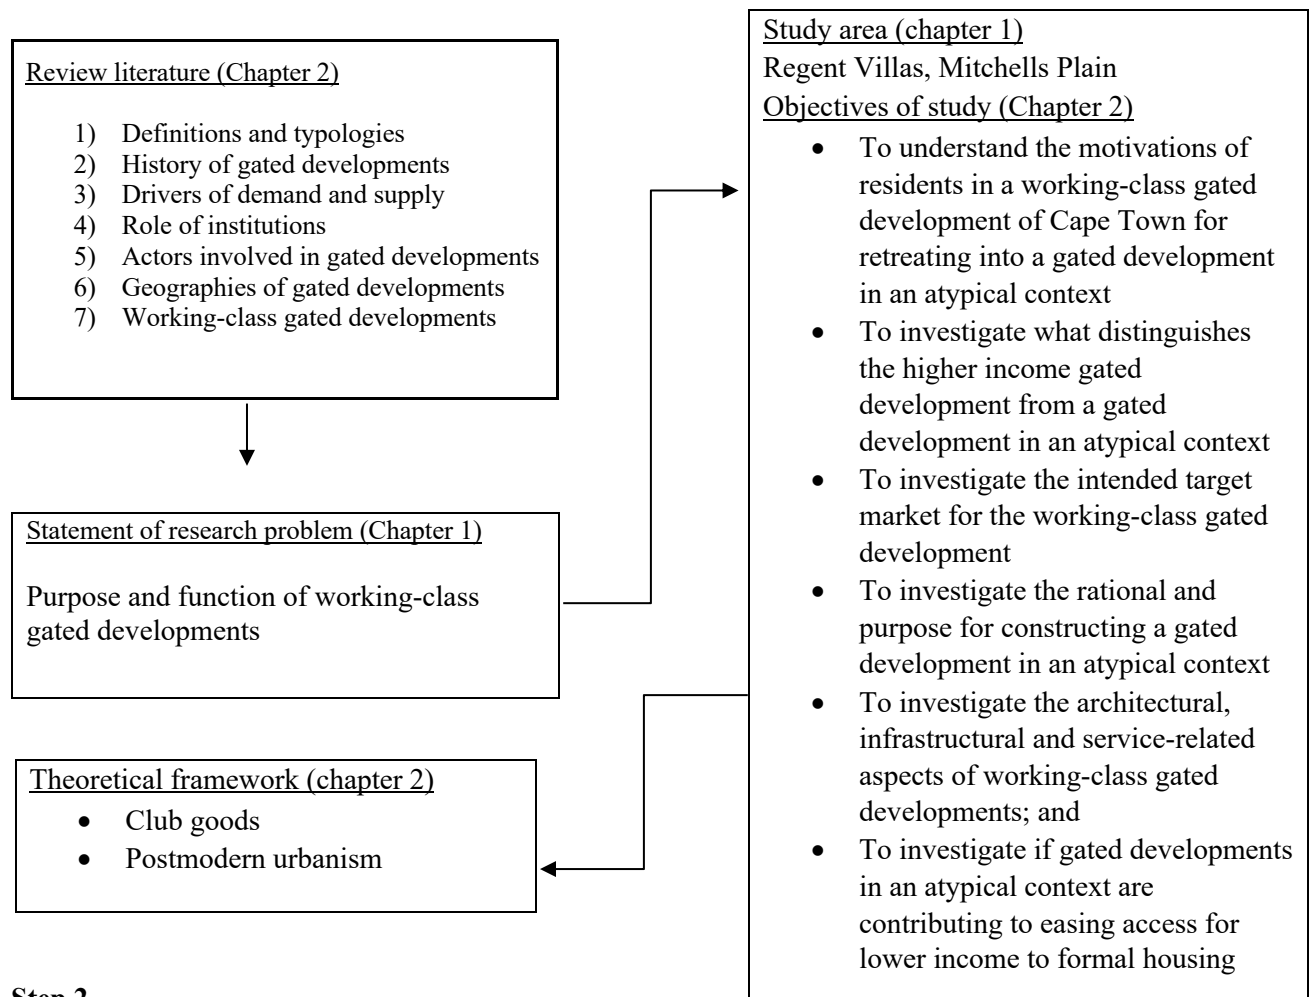 Review literature (Chapter 2)
1) Definitions and typologies
2) History of gated developments
3) Drivers of demand and supply
4) Role of institutions
5) Actors involved in gated developments
6) Geographies of gated developments
7) Working-class gated developments
Statement of research problem (Chapter 1)
Purpose and function of working-class
gated developments
Study area (chapter 1)
Regent Villas, Mitchells Plain
Objectives of study (Chapter 2)
• To understand the motivations of
residents in a working-class gated
development of Cape Town for
retreating into a gated development
in an atypical context
• To investigate what distinguishes
the higher income gated
development from a gated
development in an atypical context
• To investigate the intended target
market for the working-class gated
development
• To investigate the rational and
purpose for constructing a gated
development in an atypical context
• To investigate the architectural,
infrastructural and service-related
aspects of working-class gated
developments; and
• To investigate if gated developments
in an atypical context are
contributing to easing access for
lower income to formal housing
Theoretical framework (chapter 2)
• Club goods
• Postmodern urbanism
Step 2